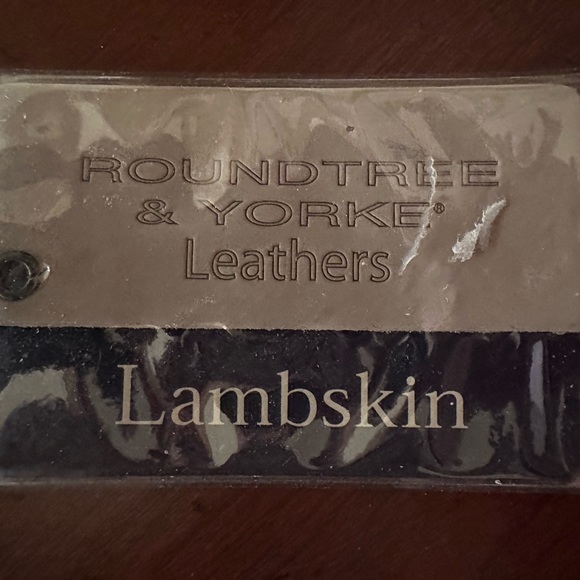 ROUNDTREE
& YORKE®
Leathers
Lambskin